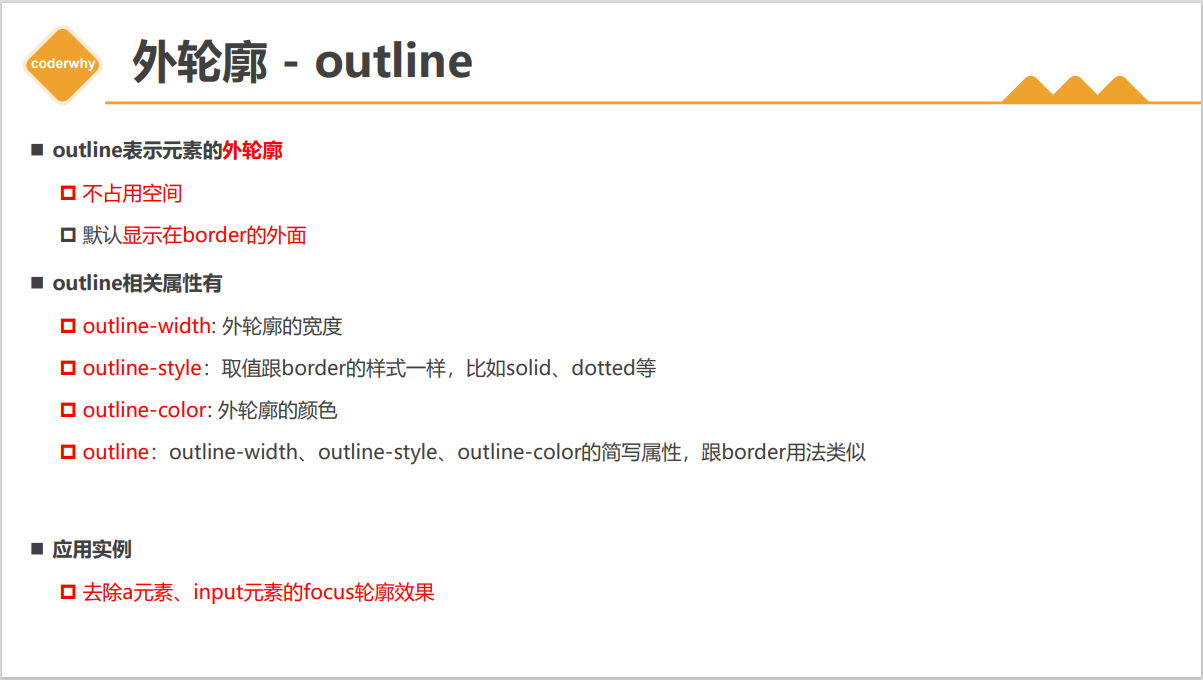 coderwhy
外轮廓 - outline
outline表示元素的外轮廓
不占用空间
默认显示在border的外面
outline相关属性有
outline-width: 外轮廓的宽度
outline-style：取值跟border的样式一样，比如solid、dotted等
outline-color: 外轮廓的颜色
outline：outline-width、outline-style、outline-color的简写属性，跟border用法类似
应用实例
去除a元素、input元素的focus轮廓效果